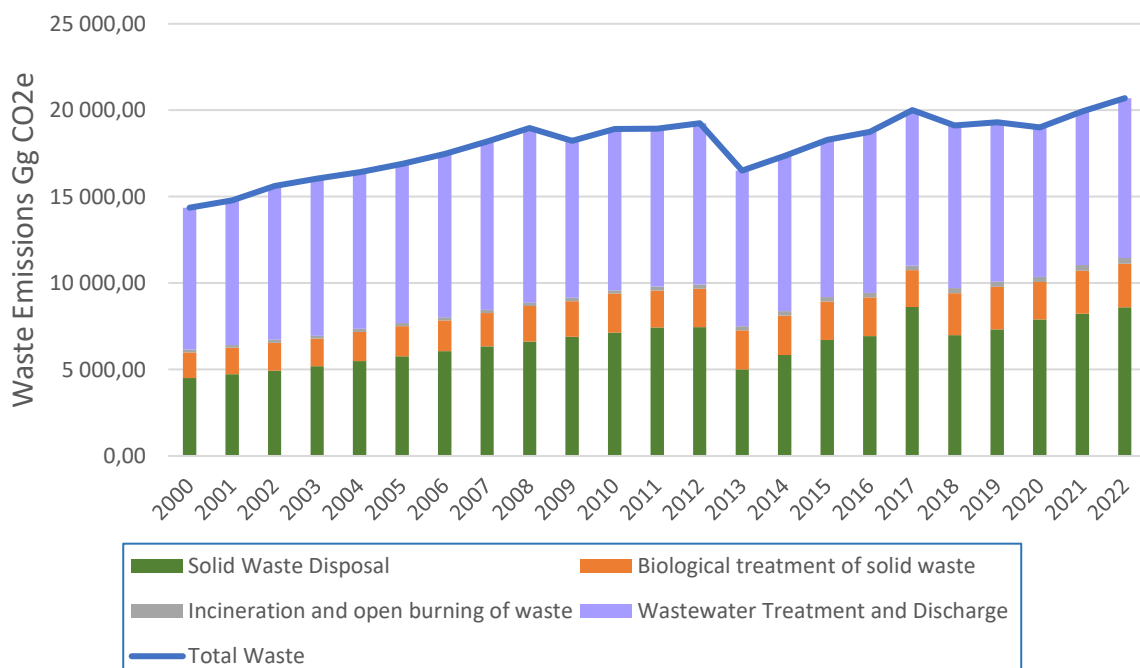 Waste Emissions Gg CO2e
25 000,00
20 000,00
15 000,00
10 000,00
5 000,00
0,00
2000 2001 2002 2003 2004 2005 2006 2007 2008 2009 2010 2011 2012 2013 2014 2015 2016 2017 2018 2019 2020 2021 2022
Solid Waste Disposal Biological treatment of solid waste
Incineration and open burning of waste Wastewater Treatment and Discharge
Total Waste